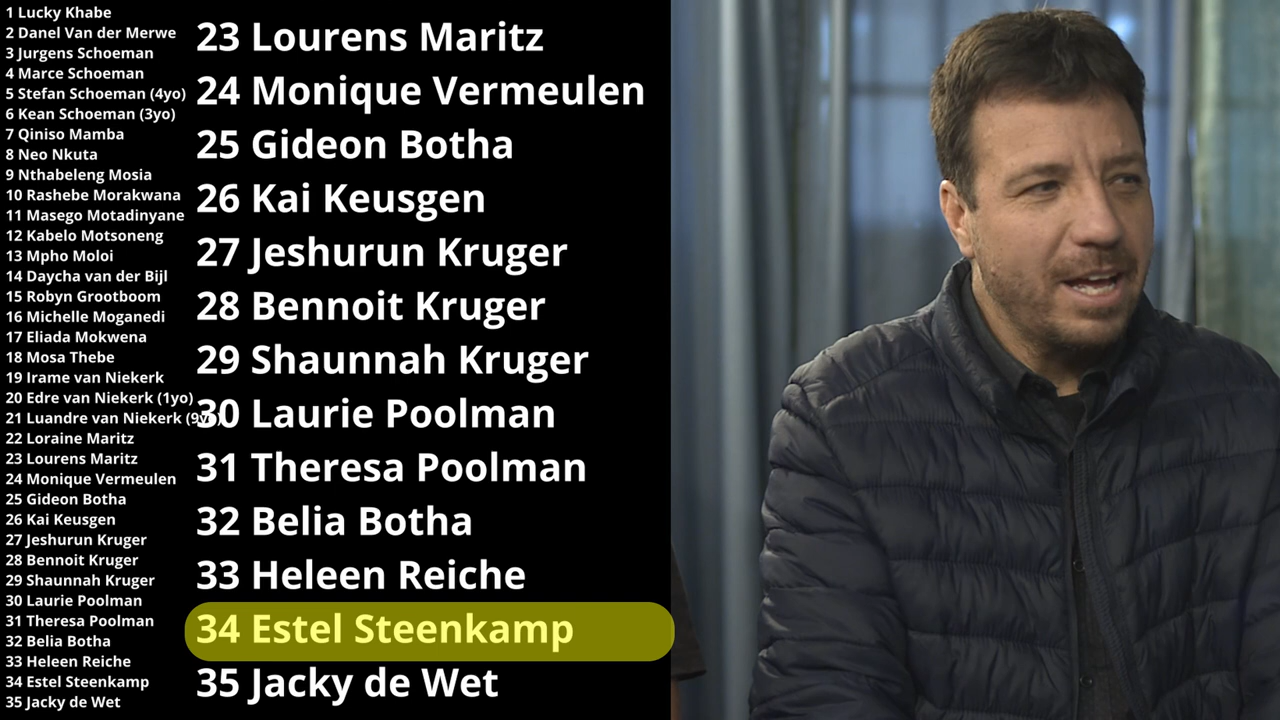 1 Lucky Khabe
2 Danel Van der Merwe
3 Jurgens Schoeman
4 Marce Schoeman
5 Stefan Schoeman (4yo)
6 Kean Schoeman (3yo)
7 Qiniso Mamba
8 Neo Nkuta
9 Nthabeleng Mosia
10 Rashebe Morakwana
11 Masego Motadinyane
12 Kabelo Motsoneng
13 Mpho Moloi
14 Daycha van der Bijl
15 Robyn Grootboom
16 Michelle Moganedi
17 Eliada Mokwena
18 Mosa Thebe
19 Irame van Niekerk
20 Edre van Niekerk (1yo)
21 Luandre van Niekerk (9yo)
22 Loraine Maritz
23 Lourens Maritz
24 Monique Vermeulen
25 Gideon Botha
26 Kai Keusgen
27 Jeshurun Kruger
28 Bennoit Kruger
29 Shaunnah Kruger
30 Laurie Poolman
31 Theresa Poolman
32 Belia Botha
33 Heleen Reiche
34 Estel Steenkamp
35 Jacky de Wet
23 Lourens Maritz
24 Monique Vermeulen
25 Gideon Botha
26 Kai Keusgen
27 Jeshurun Kruger
28 Bennoit Kruger
29 Shaunnah Kruger
30 Laurie Poolman
31 Theresa Poolman
32 Belia Botha
33 Heleen Reiche
34 Estel Steenkamp
35 Jacky de Wet